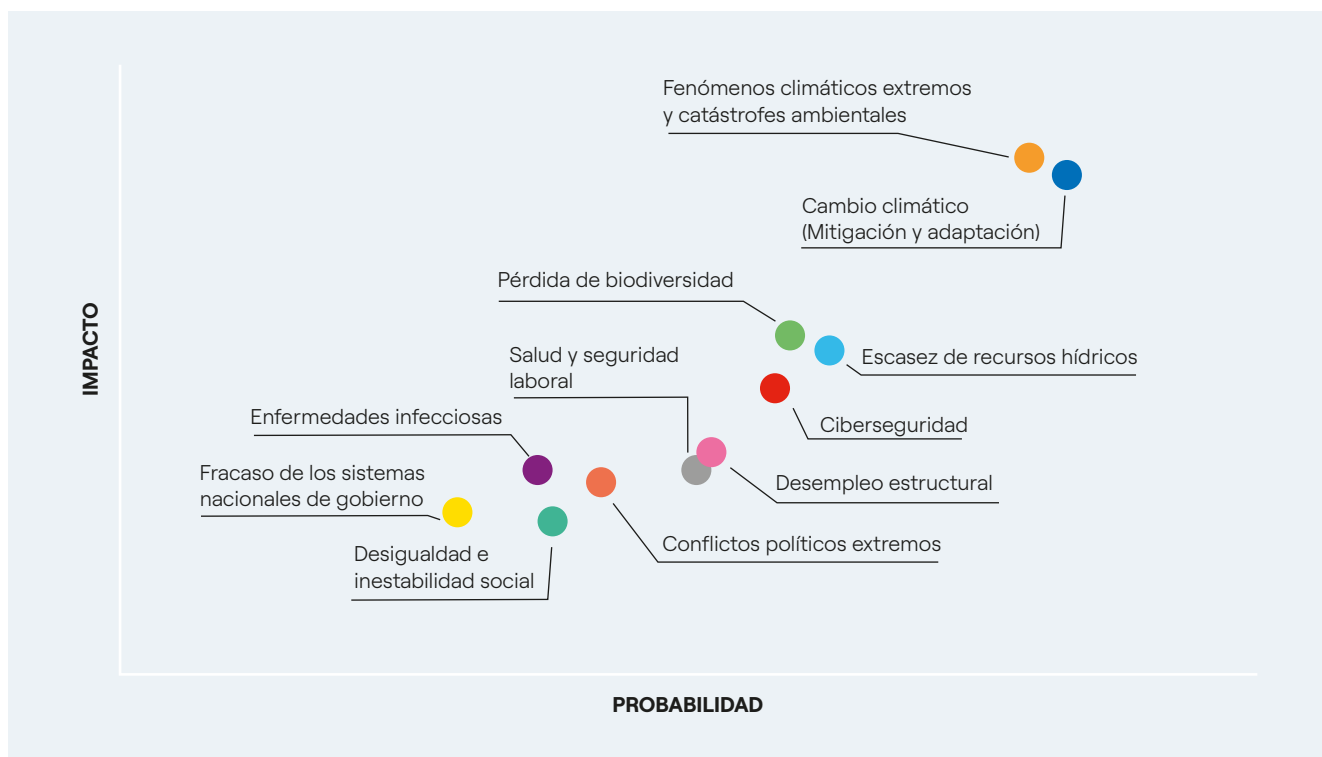 Fenómenos climáticos extremos
y catástrofes ambientales
Cambio climático
(Mitigación y adaptación)
Pérdida de biodiversidad
Salud y seguridad
laboral
Escasez de recursos hídricos
Enfermedades infecciosas
Ciberseguridad
Fracaso de los sistemas
nacionales de gobierno
Desempleo estructural
Desigualdad e
inestabilidad social
Conflictos políticos extremos
IMPACTO
PROBABILIDAD